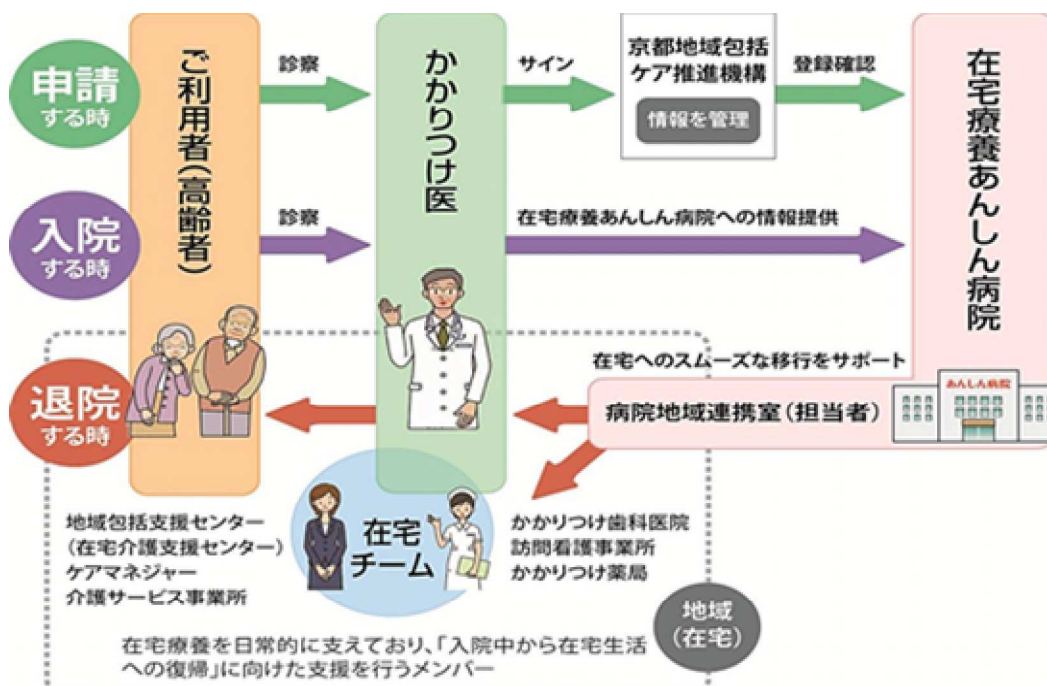 申請
する時
ご利用者(高齢者)
診察
かかりつけ医
サイン
京都地域包括
ケア推進機構
情報を管理
登録確認
在宅療養あんしん病院
入院
する時
診察
在宅療養あんしん病院への情報提供
退院
する時
在宅へのスムーズな移行をサポート
病院地域連携室(担当者)
あんしん病院
地域包括支援センター
(在宅介護支援センター)
ケアマネジャー
介護サービス事業所
在宅
チーム
かかりつけ歯科医院
訪問看護事業所
かかりつけ薬局
地域
(在宅)
在宅療養を日常的に支えており、「入院中から在宅生活
への復帰」に向けた支援を行うメンバー